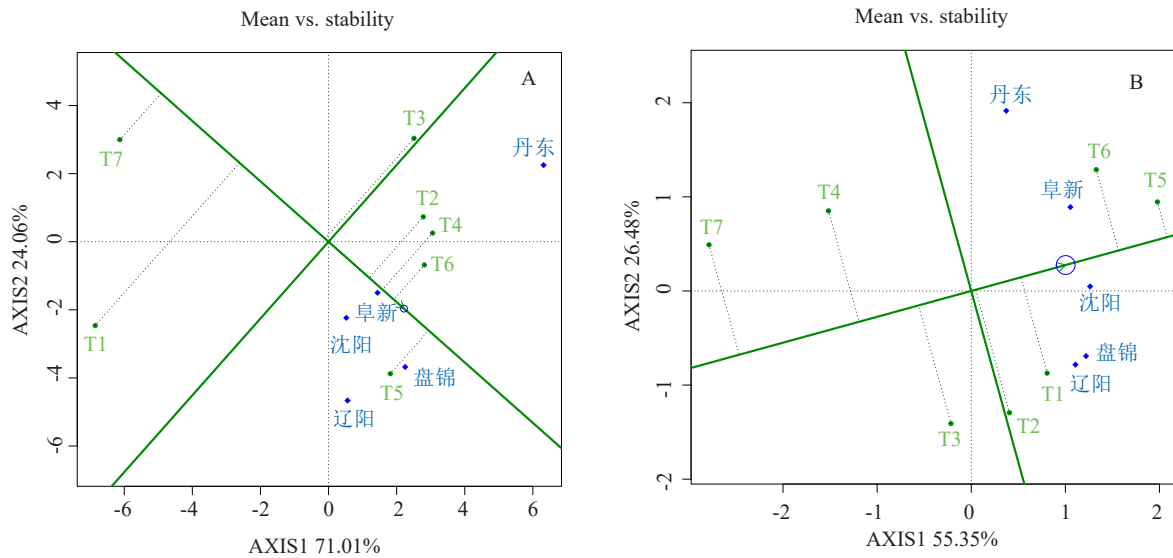 Mean vs. stability
A
4
2
0
-2
-4
-6
AXIS2 24.06%
T7
T3
丹东
T2
T4
T6
阜新
T1
沈阳
盘锦
T5
辽阳
-6
-4
-2
0
2
4
6
AXIS1 71.01%
Mean vs. stability
B
2
1
0
-1
-2
AXIS2 26.48%
丹东
T6
T5
T4
阜新
T7
沈阳
盘锦
辽阳
T1
T2
T3
-2
-1
0
1
2
AXIS1 55.35%